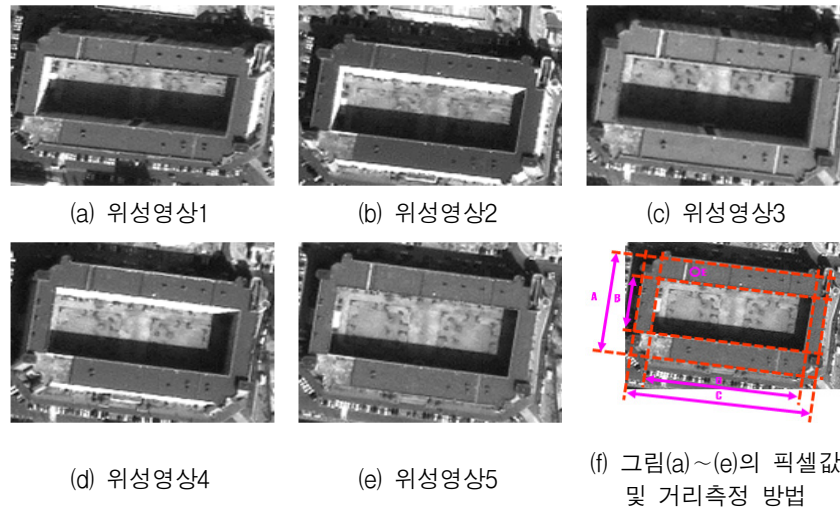 (a) 위성영상1
(b) 위성영상2
(c) 위성영상3
A
B
C
(d) 위성영상4
(e) 위성영상5
(f) 그림(a)~(e)의 픽셀값
및 거리측정 방법